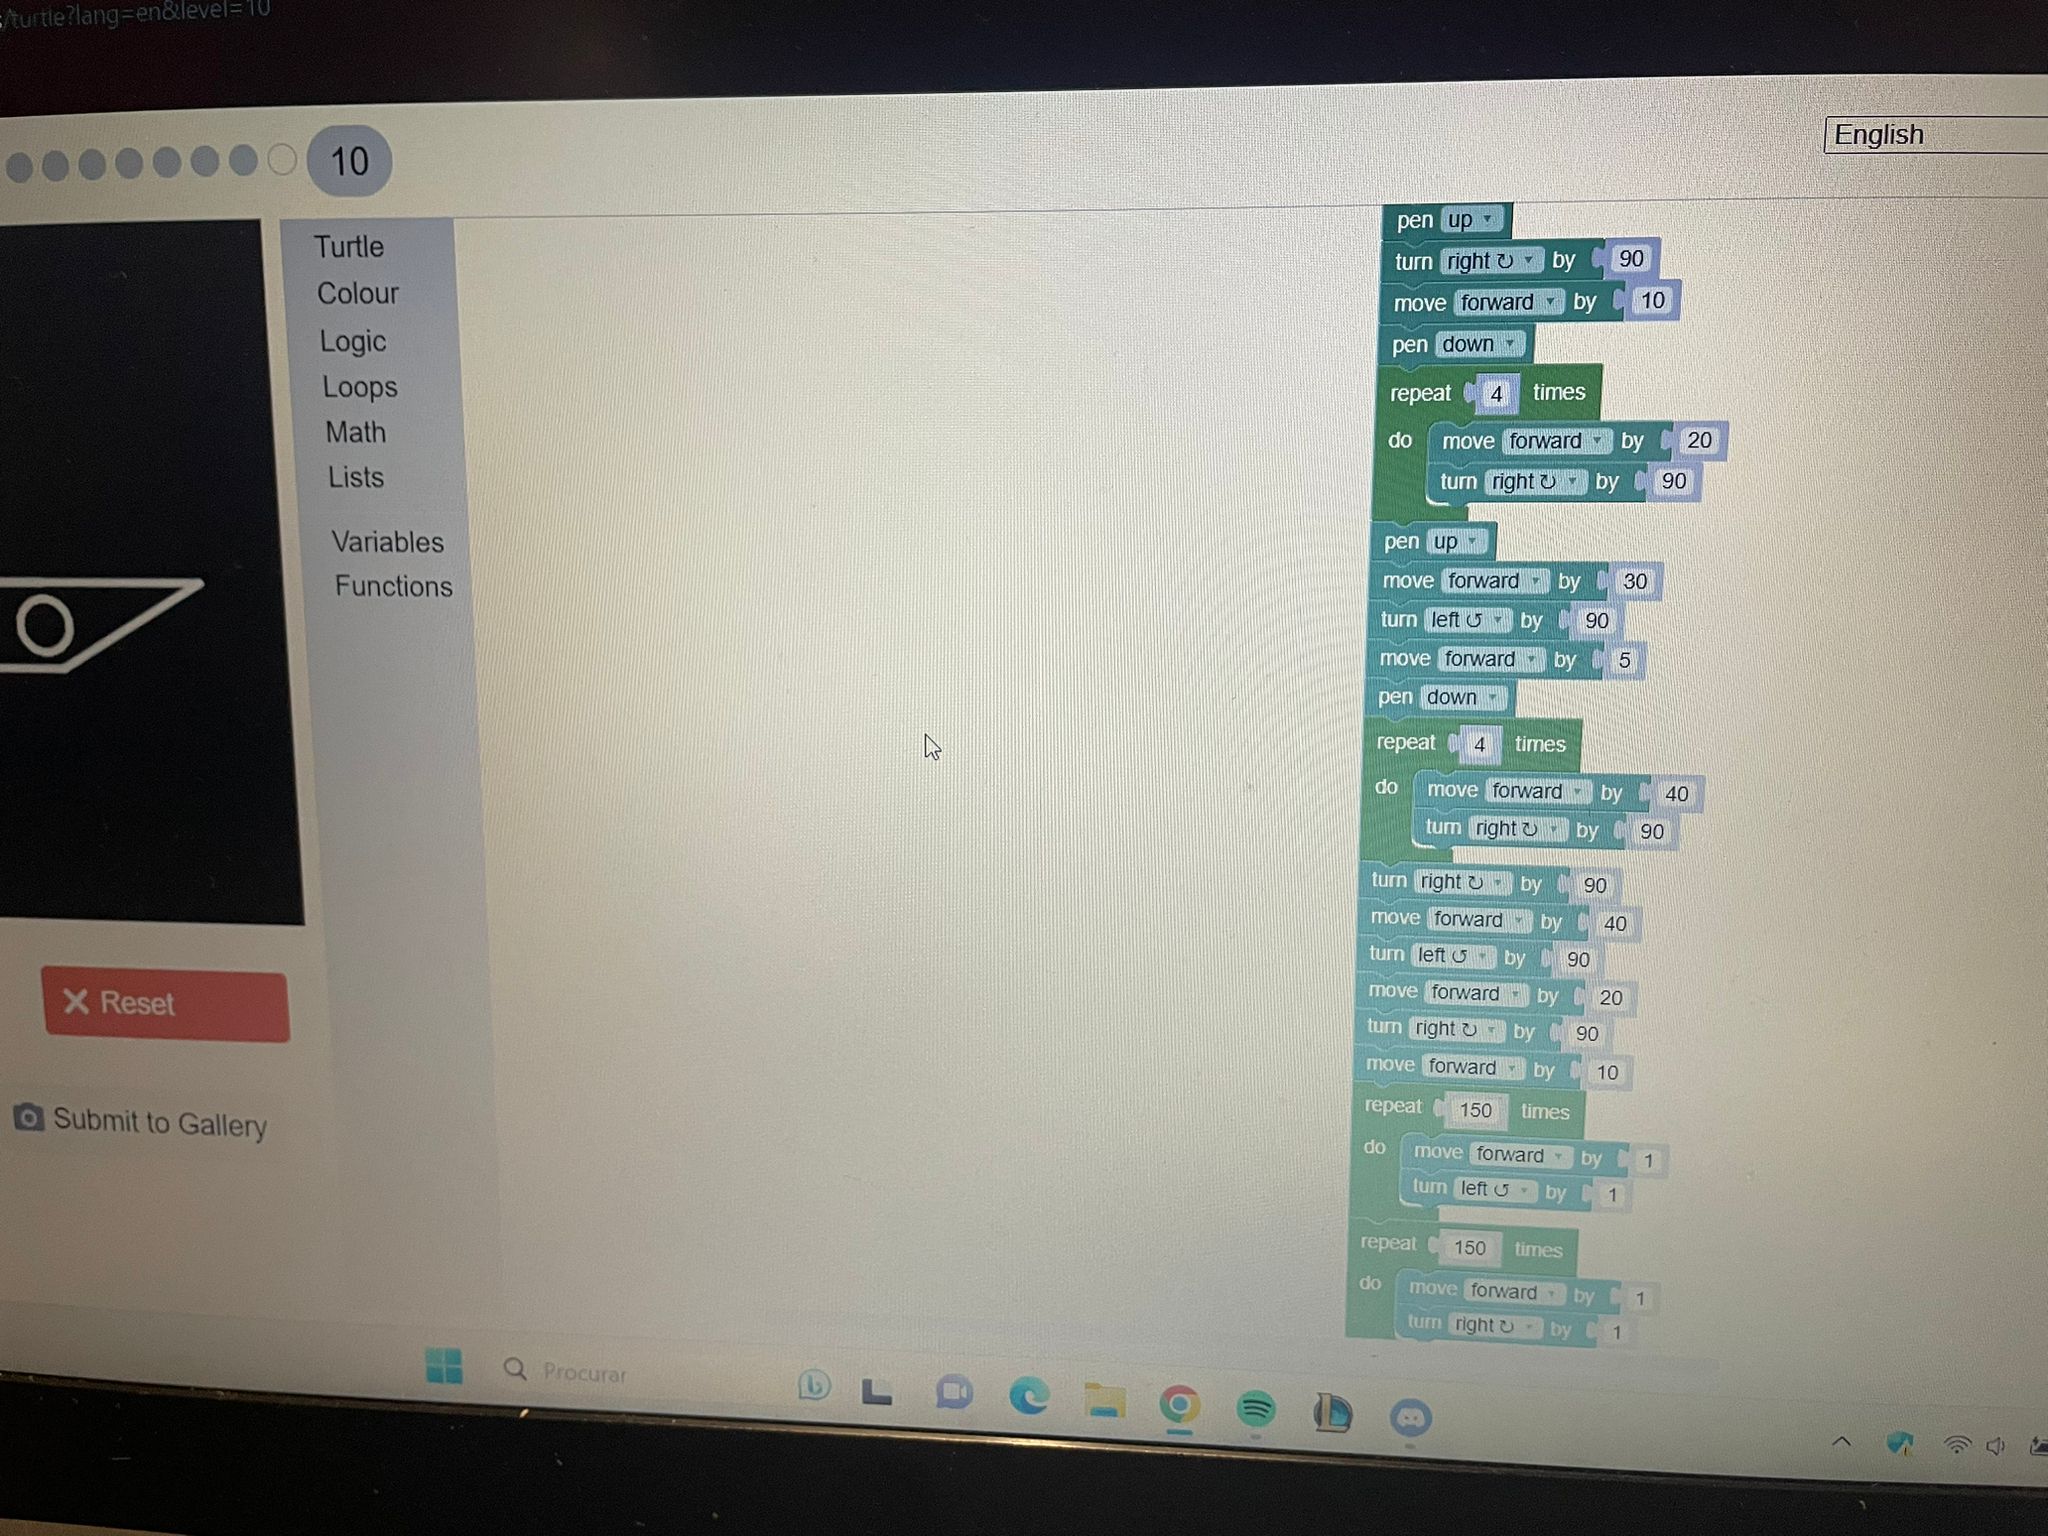 s/turtle?lang=en&level=10
10
English
Turtle
Colour
Logic
Loops
Math
Lists
Variables
Functions
Reset
Submit to Gallery
pen up
turn right ↻ by 90
move forward by 10
pen down
repeat 4 times
do move forward by 20
turn right ↻ by 90
pen up
move forward by 30
turn left ↺ by 90
move forward by 5
pen down
repeat 4 times
do move forward by 40
turn right ↻ by 90
turn right ↻ by 90
move forward by 40
turn left ↺ by 90
move forward by 20
turn right ↻ by 90
move forward by 10
repeat 150 times
do move forward by 1
turn left ↺ by 1
repeat 150 times
do move forward by 1
turn right ↻ by 1
Procurar